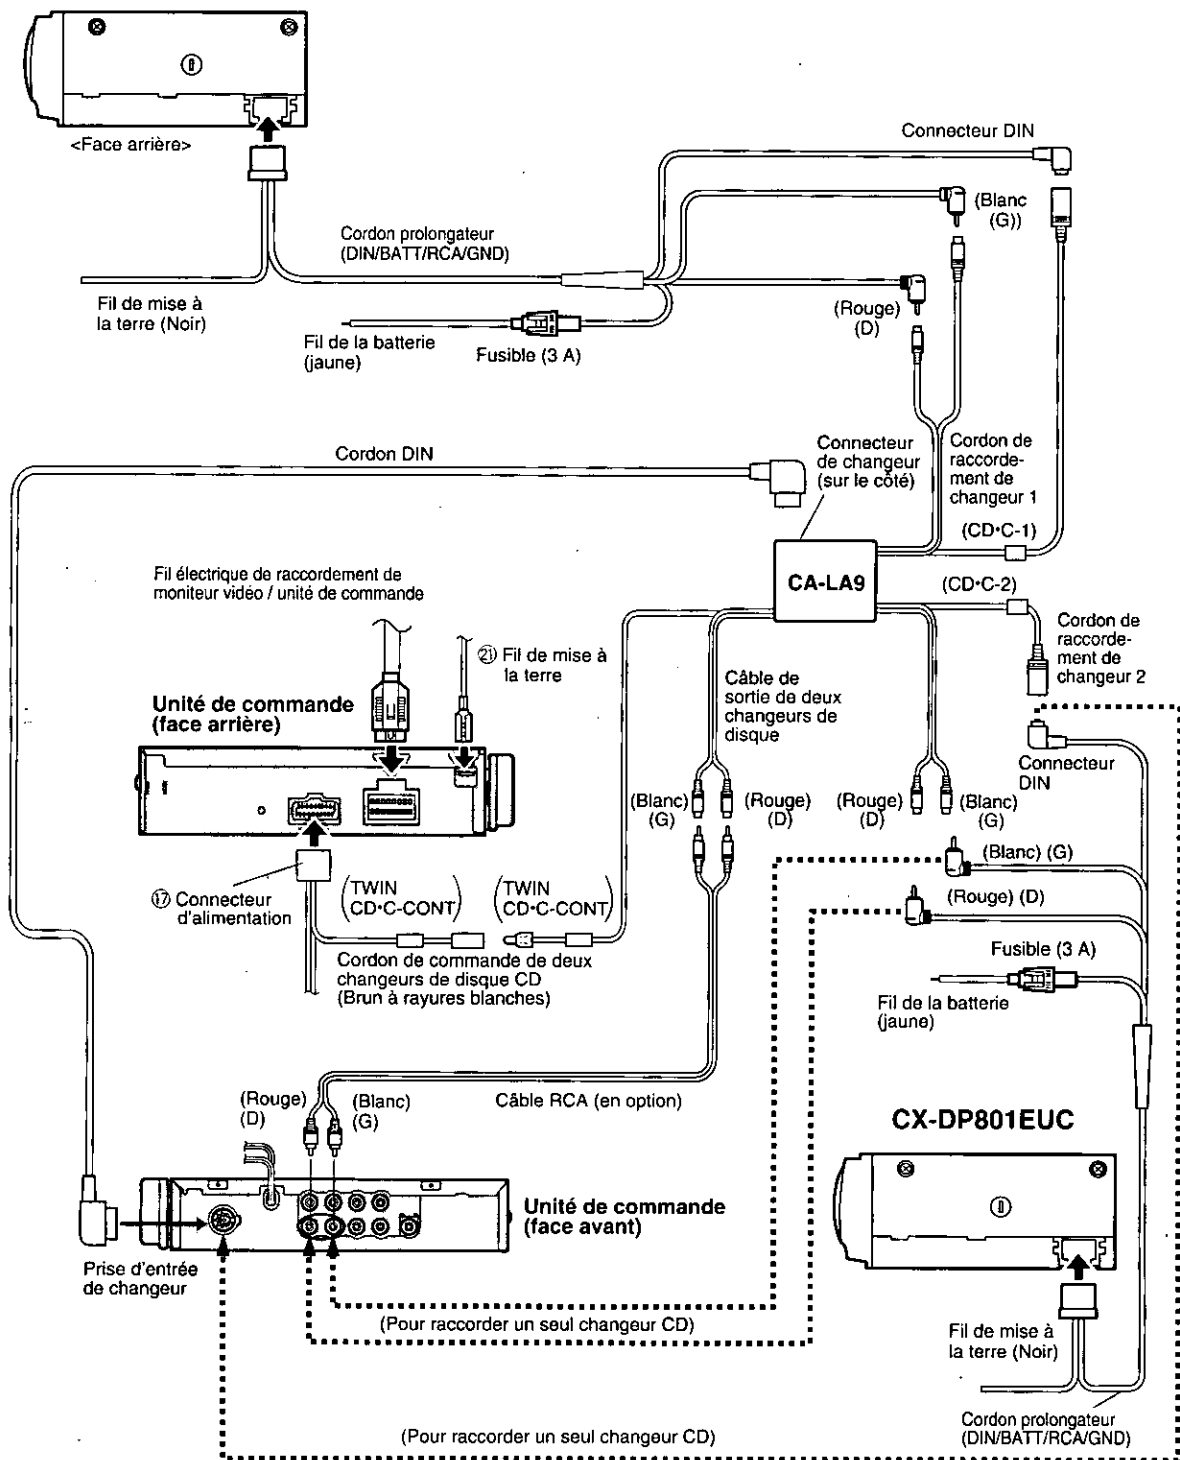 <Face arrière>
Connecteur DIN
(Blanc
(G))
Cordon prolongateur
(DIN/BATT/RCA/GND)
Fil de mise à
la terre (Noir)
(Rouge)
(D)
Fil de la batterie
(jaune)
Fusible (3 A)
Cordon DIN
Connecteur
de changeur
(sur le côté)
Cordon de
raccorde-
ment de
changeur 1
(CD•C-1)
CA-LA9
(CD•C-2)
Fil électrique de raccordement de
moniteur vidéo / unité de commande
㉑ Fil de mise à
la terre
Cordon de
raccorde-
ment de
changeur 2
Câble de
sortie de deux
changeurs de
disque
Unité de commande
(face arrière)
Connecteur
DIN
(Blanc)
(G)
(Rouge)
(D)
(Rouge)
(D)
(Blanc)
(G)
(Blanc) (G)
(Rouge) (D)
⑰ Connecteur
d'alimentation
(TWIN
CD•C-CONT)
(TWIN
CD•C-CONT)
Cordon de commande de deux
changeurs de disque CD
(Brun à rayures blanches)
Fusible (3 A)
Fil de la batterie
(jaune)
(Rouge)
(D)
(Blanc)
(G)
Câble RCA (en option)
CX-DP801EUC
Unité de commande
(face avant)
Prise d'entrée
de changeur
(Pour raccorder un seul changeur CD)
Fil de mise à
la terre (Noir)
Cordon prolongateur
(DIN/BATT/RCA/GND)
(Pour raccorder un seul changeur CD)